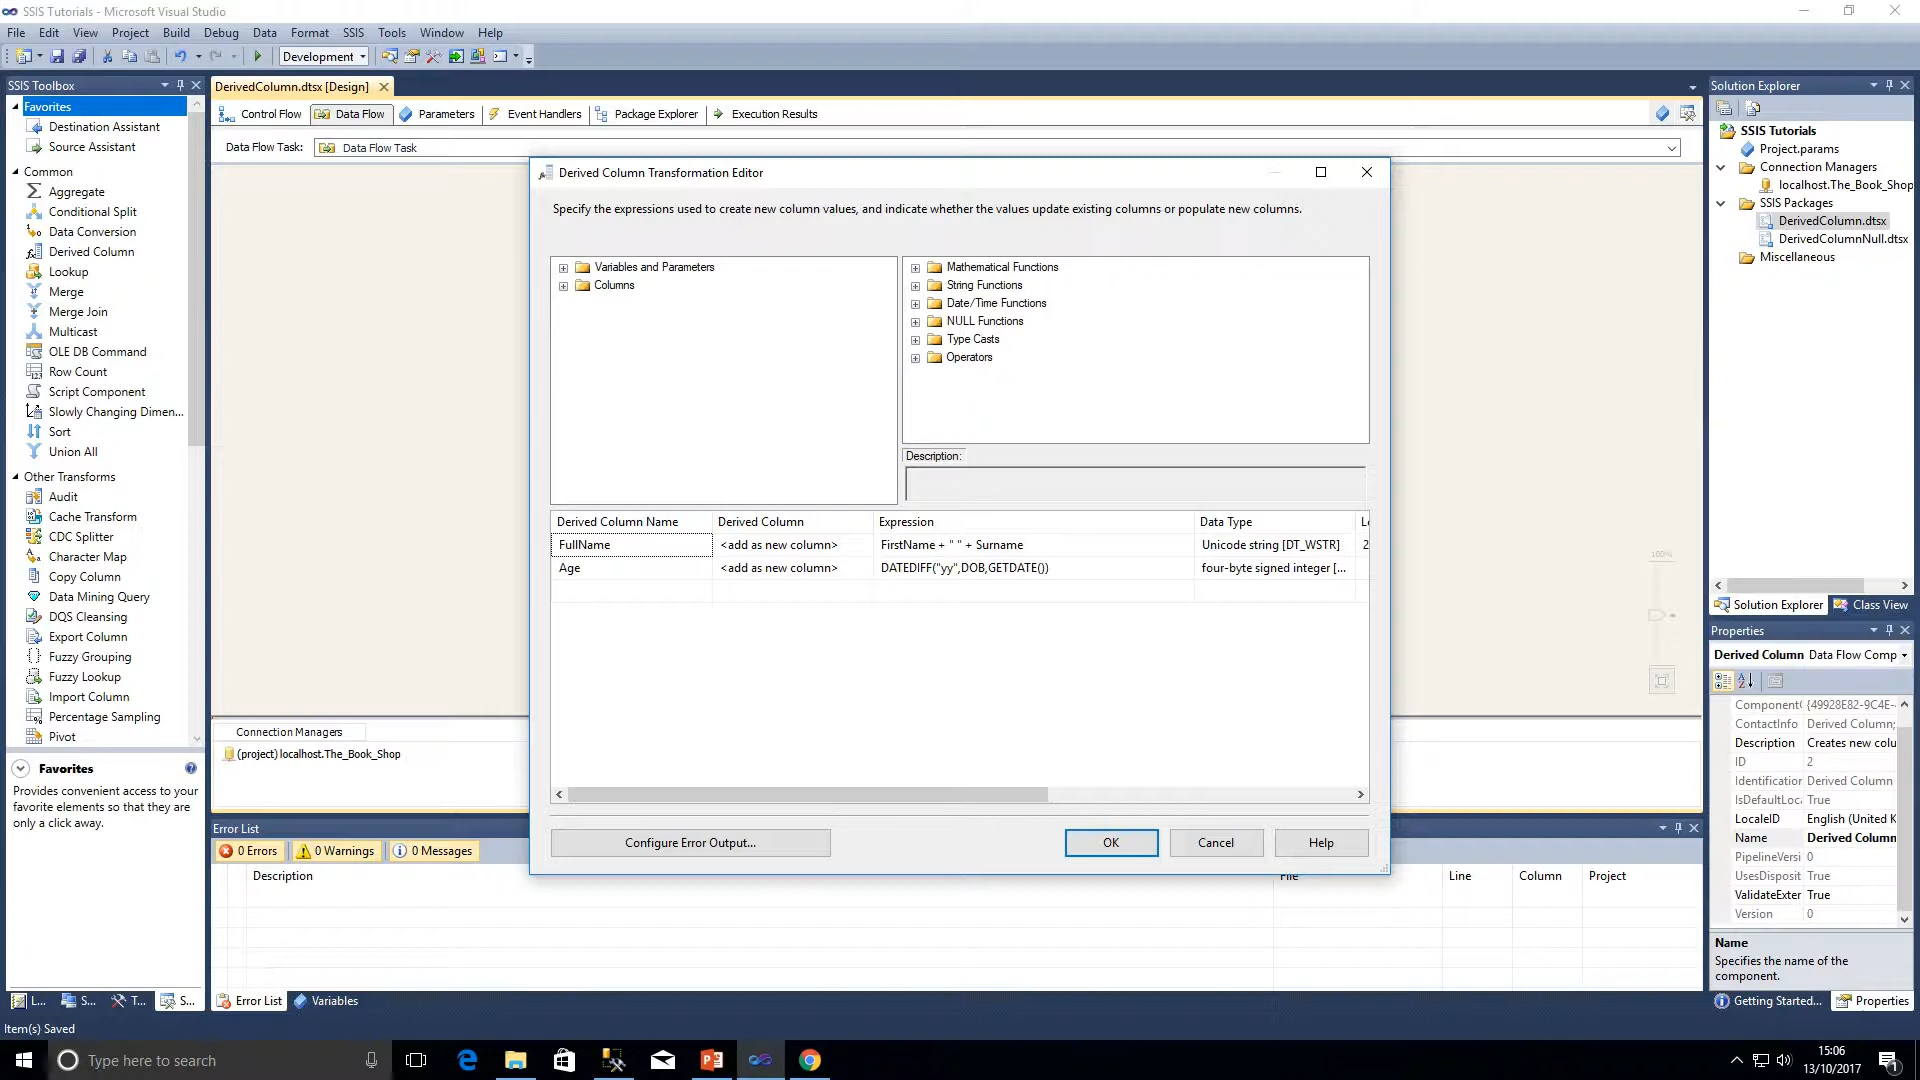 SSIS Tutorials - Microsoft Visual Studio
File Edit View Project Build Debug Data Format SSIS Tools Window Help
Development
SSIS Toolbox
Favorites
Destination Assistant
Source Assistant
Common
Aggregate
Conditional Split
Data Conversion
Derived Column
Lookup
Merge
Merge Join
Multicast
OLE DB Command
Row Count
Script Component
Slowly Changing Dimen...
Sort
Union All
Other Transforms
Audit
Cache Transform
CDC Splitter
Character Map
Copy Column
Data Mining Query
DQS Cleansing
Export Column
Fuzzy Grouping
Fuzzy Lookup
Import Column
Percentage Sampling
Pivot
Favorites
Provides convenient access to your
favorite elements so that they are
only a click away.
L... S... T... S...
DerivedColumn.dtsx [Design]
Control Flow Data Flow Parameters Event Handlers Package Explorer Execution Results
Data Flow Task: Data Flow Task
Derived Column Transformation Editor
Specify the expressions used to create new column values, and indicate whether the values update existing columns or populate new columns.
Variables and Parameters
Columns
Mathematical Functions
String Functions
Date/Time Functions
NULL Functions
Type Casts
Operators
Description:
Derived Column Name Derived Column Expression Data Type
FullName <add as new column> FirstName + " " + Surname Unicode string [DT_WSTR] 2
Age <add as new column> DATEDIFF("yy",DOB,GETDATE()) four-byte signed integer [...
Configure Error Output... OK Cancel Help
100%
Connection Managers
(project) localhost.The_Book_Shop
Error List
0 Errors 0 Warnings 0 Messages
Description File Line Column Project
Error List Variables
Solution Explorer
SSIS Tutorials
Project.params
Connection Managers
localhost.The_Book_Shop
SSIS Packages
DerivedColumn.dtsx
DerivedColumnNull.dtsx
Miscellaneous
Solution Explorer Class View
Properties
Derived Column Data Flow Comp
Component( {49928E82-9C4E-
ContactInfo Derived Column;
Description Creates new colu
ID 2
Identification Derived Column
IsDefaultLoc True
LocaleID English (United K
Name Derived Column
PipelineVersi 0
UsesDisposit True
ValidateExter True
Version 0
Name
Specifies the name of the
component.
Getting Started... Properties
Item(s) Saved
Type here to search
15:06
13/10/2017
1